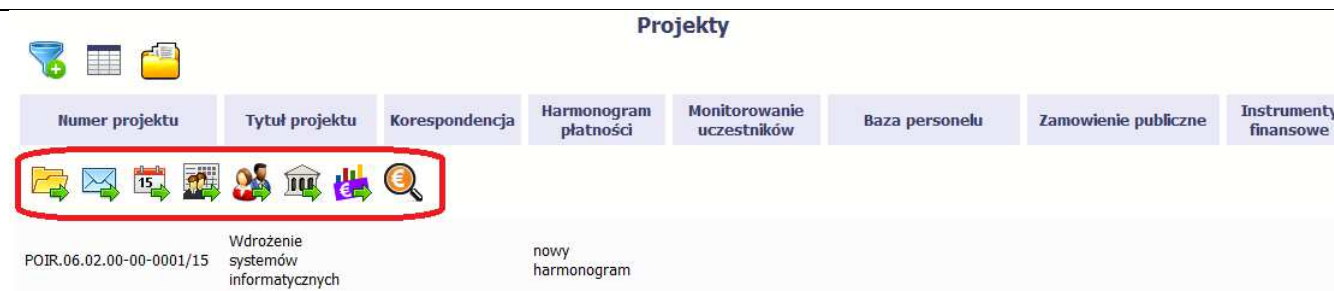 Projekty
Numer projektu
Tytuł projektu
Korespondencja
Harmonogram
płatności
Monitorowanie
uczestników
Baza personelu
Zamowienie publiczne
Instrumenty
finansowe
15
POIR.06.02.00-00-0001/15
Wdrożenie
systemów
informatycznych
nowy
harmonogram